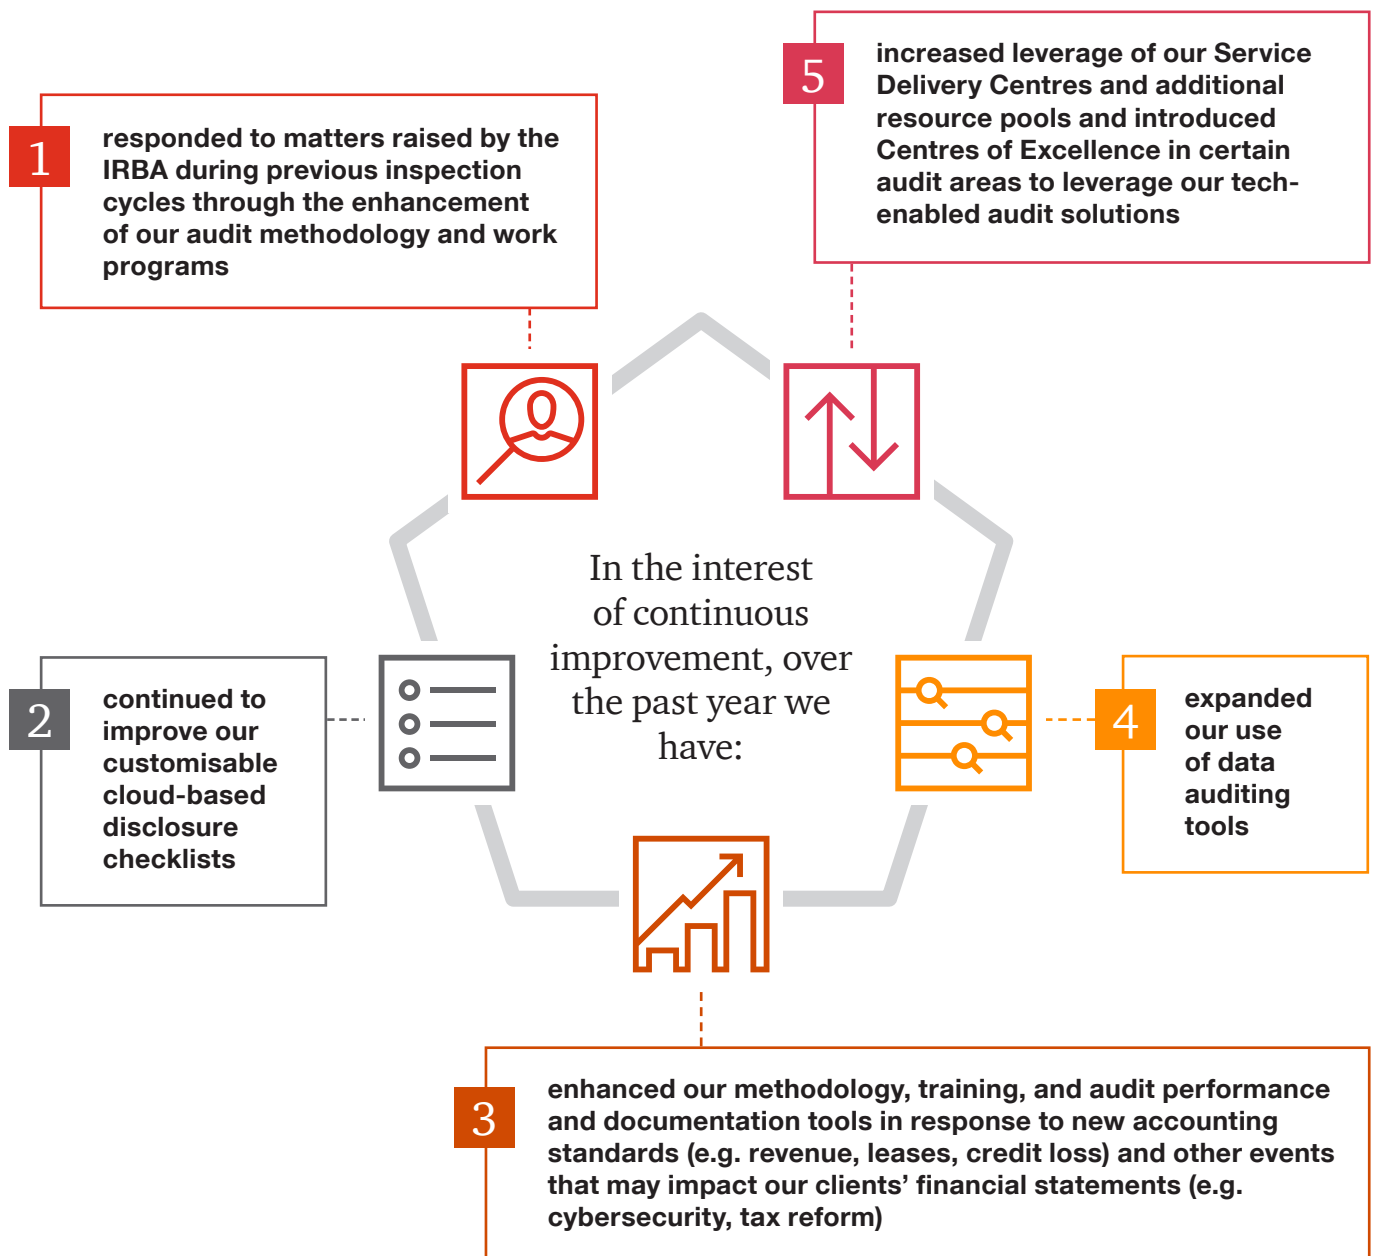 1
responded to matters raised by the
IRBA during previous inspection
cycles through the enhancement
of our audit methodology and work
programs
5
increased leverage of our Service
Delivery Centres and additional
resource pools and introduced
Centres of Excellence in certain
audit areas to leverage our tech-
enabled audit solutions
In the interest
of continuous
improvement, over
the past year we
have:
2
continued to
improve our
customisable
cloud-based
disclosure
checklists
4
expanded
our use
of data
auditing
tools
3
enhanced our methodology, training, and audit performance
and documentation tools in response to new accounting
standards (e.g. revenue, leases, credit loss) and other events
that may impact our clients’ financial statements (e.g.
cybersecurity, tax reform)